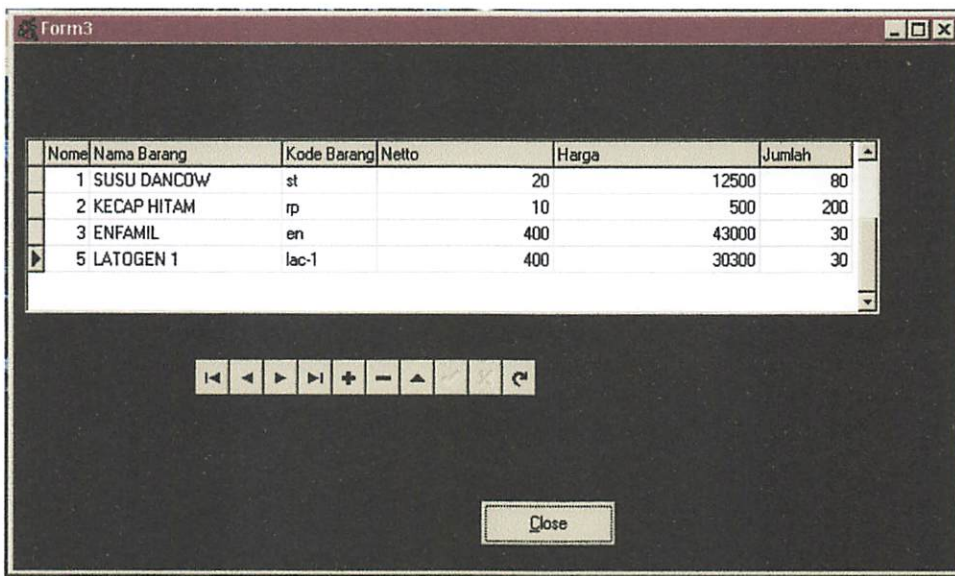 Form3
Nome Nama Barang Kode Barang Netto Harga Jumlah
1 SUSU DANCOW st 20 12500 80
2 KECAP HITAM rp 10 500 200
3 ENFAMIL en 400 43000 30
5 LATOGEN 1 lac-1 400 30300 30
Close